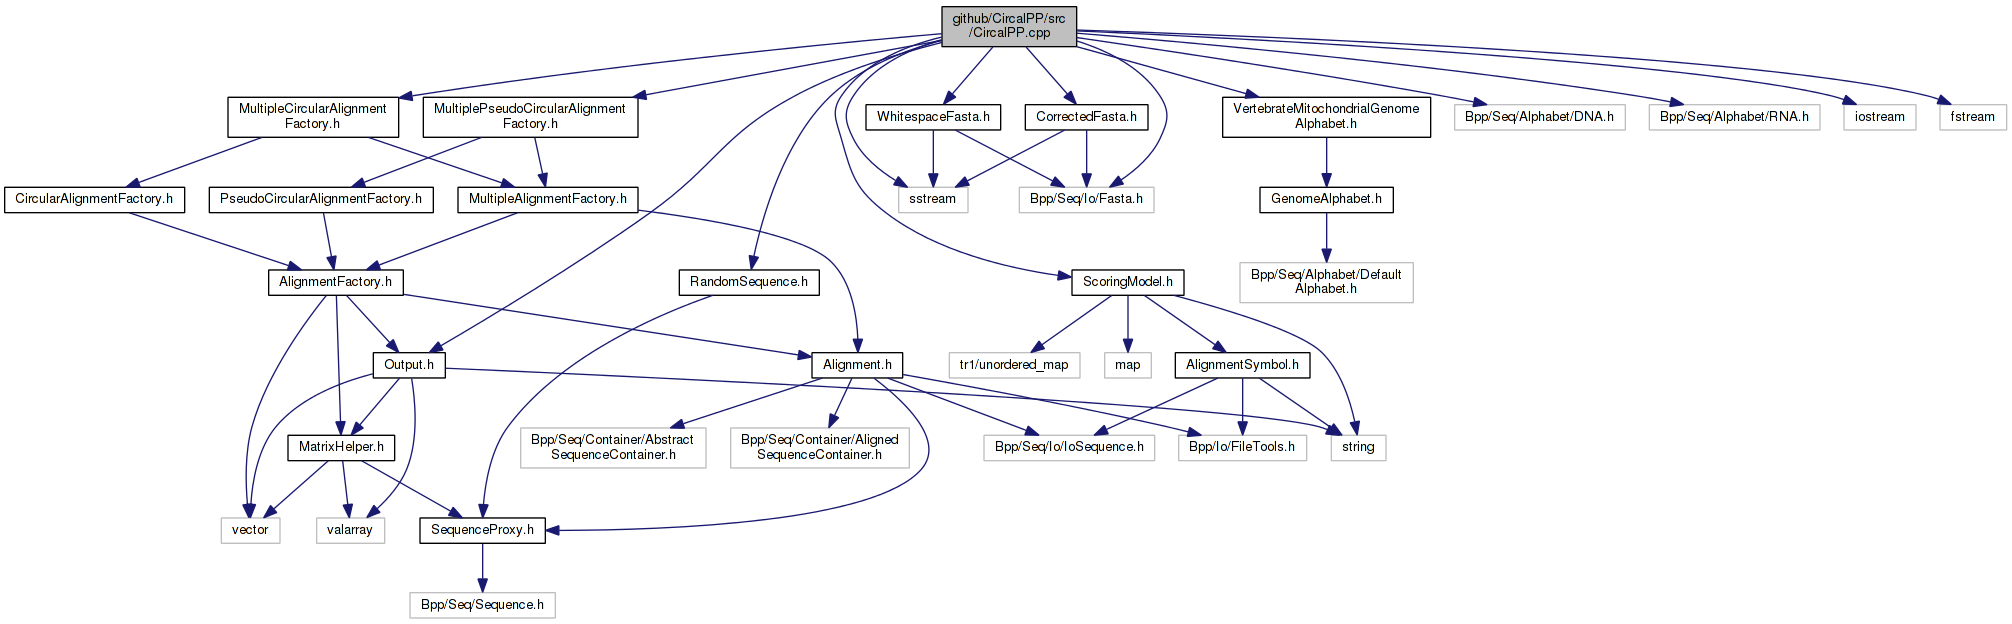 github/CircalPP/src
/CircalPP.cpp
MultipleCircularAlignment
Factory.h
MultiplePseudoCircularAlignment
Factory.h
WhitespaceFasta.h
CorrectedFasta.h
VertebrateMitochondrialGenome
Alphabet.h
Bpp/Seq/Alphabet/DNA.h
Bpp/Seq/Alphabet/RNA.h
iostream
fstream
CircularAlignmentFactory.h
PseudoCircularAlignmentFactory.h
MultipleAlignmentFactory.h
sstream
Bpp/Seq/Io/Fasta.h
GenomeAlphabet.h
AlignmentFactory.h
RandomSequence.h
ScoringModel.h
Bpp/Seq/Alphabet/Default
Alphabet.h
Output.h
Alignment.h
tr1/unordered_map
map
AlignmentSymbol.h
MatrixHelper.h
Bpp/Seq/Container/Abstract
SequenceContainer.h
Bpp/Seq/Container/Aligned
SequenceContainer.h
Bpp/Seq/Io/IoSequence.h
Bpp/Io/FileTools.h
string
vector
valarray
SequenceProxy.h
Bpp/Seq/Sequence.h